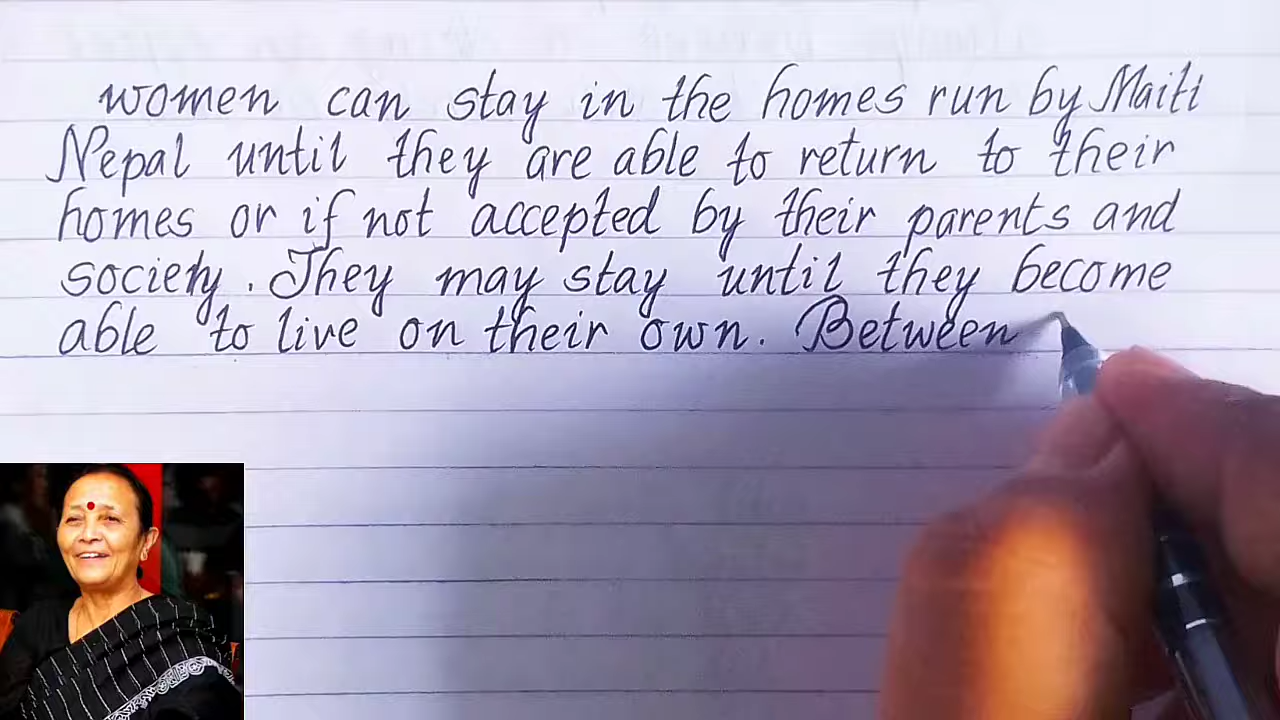 women can stay in the homes run by Maiti
Nepal until they are able to return to their
homes or if not accepted by their parents and
society. They may stay until they become
able to live on their own. Between